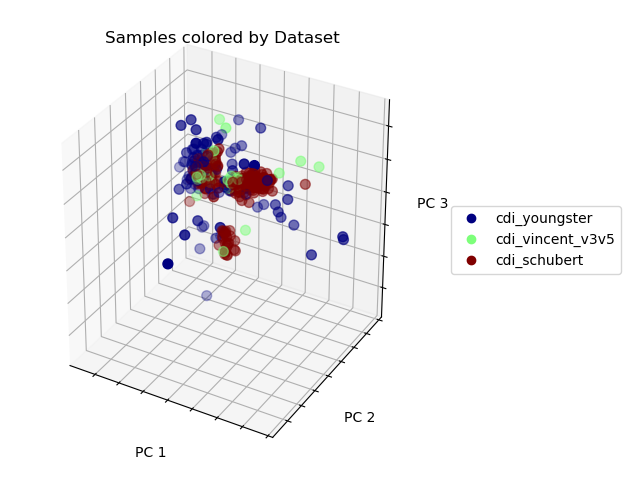 Samples colored by Dataset
PC 3
cdi_youngster
cdi_vincent_v3v5
cdi_schubert
PC 2
PC 1